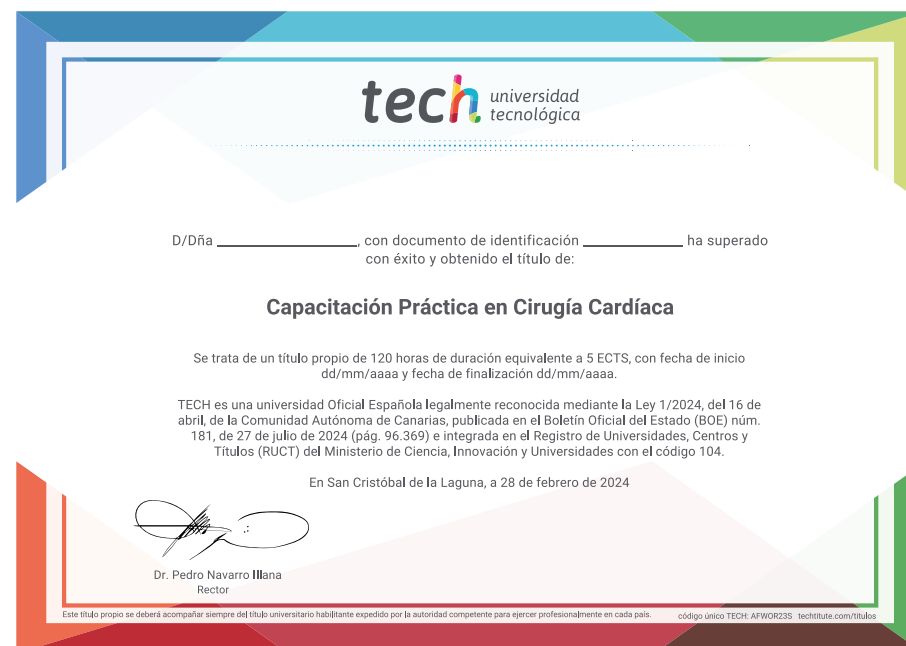 tech universidad
tecnológica
D/Dña ____________________, con documento de identificación ______________ ha superado
con éxito y obtenido el título de:
Capacitación Práctica en Cirugía Cardíaca
Se trata de un título propio de 120 horas de duración equivalente a 5 ECTS, con fecha de inicio
dd/mm/aaaa y fecha de finalización dd/mm/aaaa.
TECH es una universidad Oficial Española legalmente reconocida mediante la Ley 1/2024, del 16 de
abril, de la Comunidad Autónoma de Canarias, publicada en el Boletín Oficial del Estado (BOE) núm.
181, de 27 de julio de 2024 (pág. 96.369) e integrada en el Registro de Universidades, Centros y
Títulos (RUCT) del Ministerio de Ciencia, Innovación y Universidades con el código 104.
En San Cristóbal de la Laguna, a 28 de febrero de 2024
Dr. Pedro Navarro Illana
Rector
Este título propio se deberá acompañar siempre del título universitario habilitante expedido por la autoridad competente para ejercer profesionalmente en cada país.
código único TECH: AFWOR23S techtitute.com/titulos